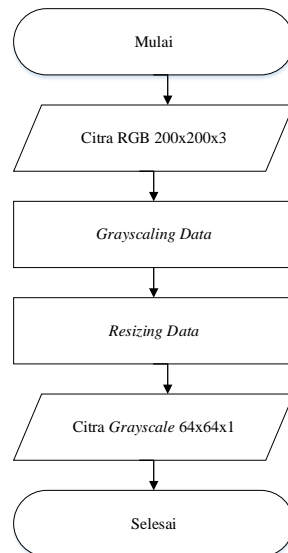 Mulai
Citra RGB 200x200x3
Grayscaling Data
Resizing Data
Citra Grayscale 64x64x1
Selesai